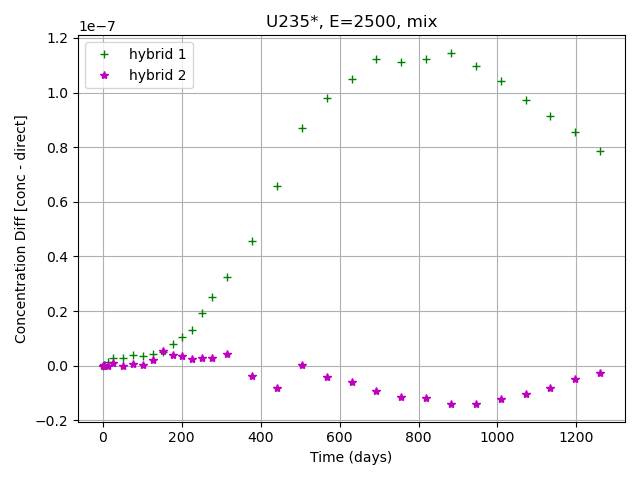 U235*, E=2500, mix
1e−7
hybrid 1
hybrid 2
Concentration Diff [conc - direct]
1.2
1.0
0.8
0.6
0.4
0.2
0.0
−0.2
0 200 400 600 800 1000 1200
Time (days)